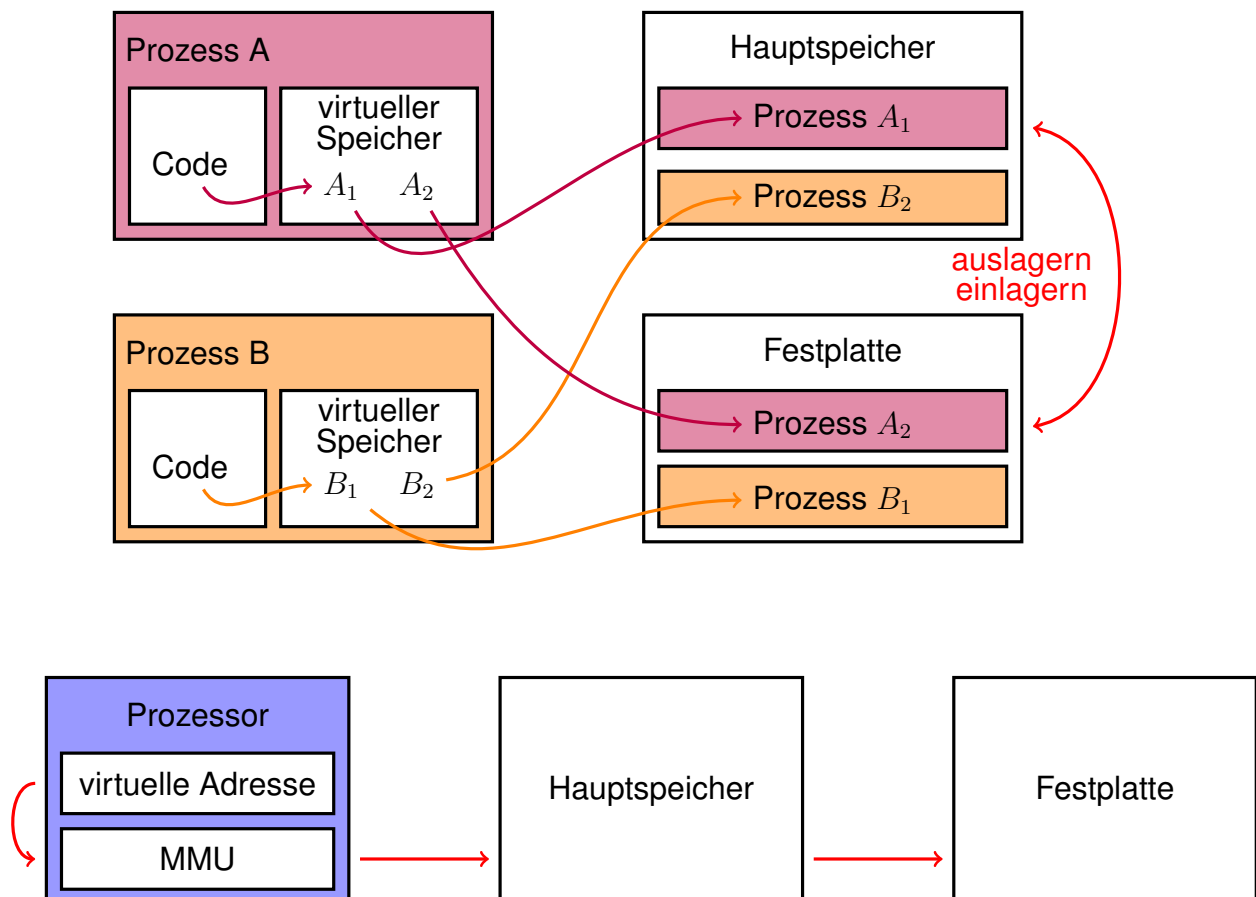 Prozess A
Code
virtueller
Speicher
A₁ A₂
Hauptspeicher
Prozess A₁
Prozess B₂
auslagern
einlagern
Prozess B
Code
virtueller
Speicher
B₁ B₂
Festplatte
Prozess A₂
Prozess B₁
Prozessor
virtuelle Adresse
MMU
Hauptspeicher
Festplatte